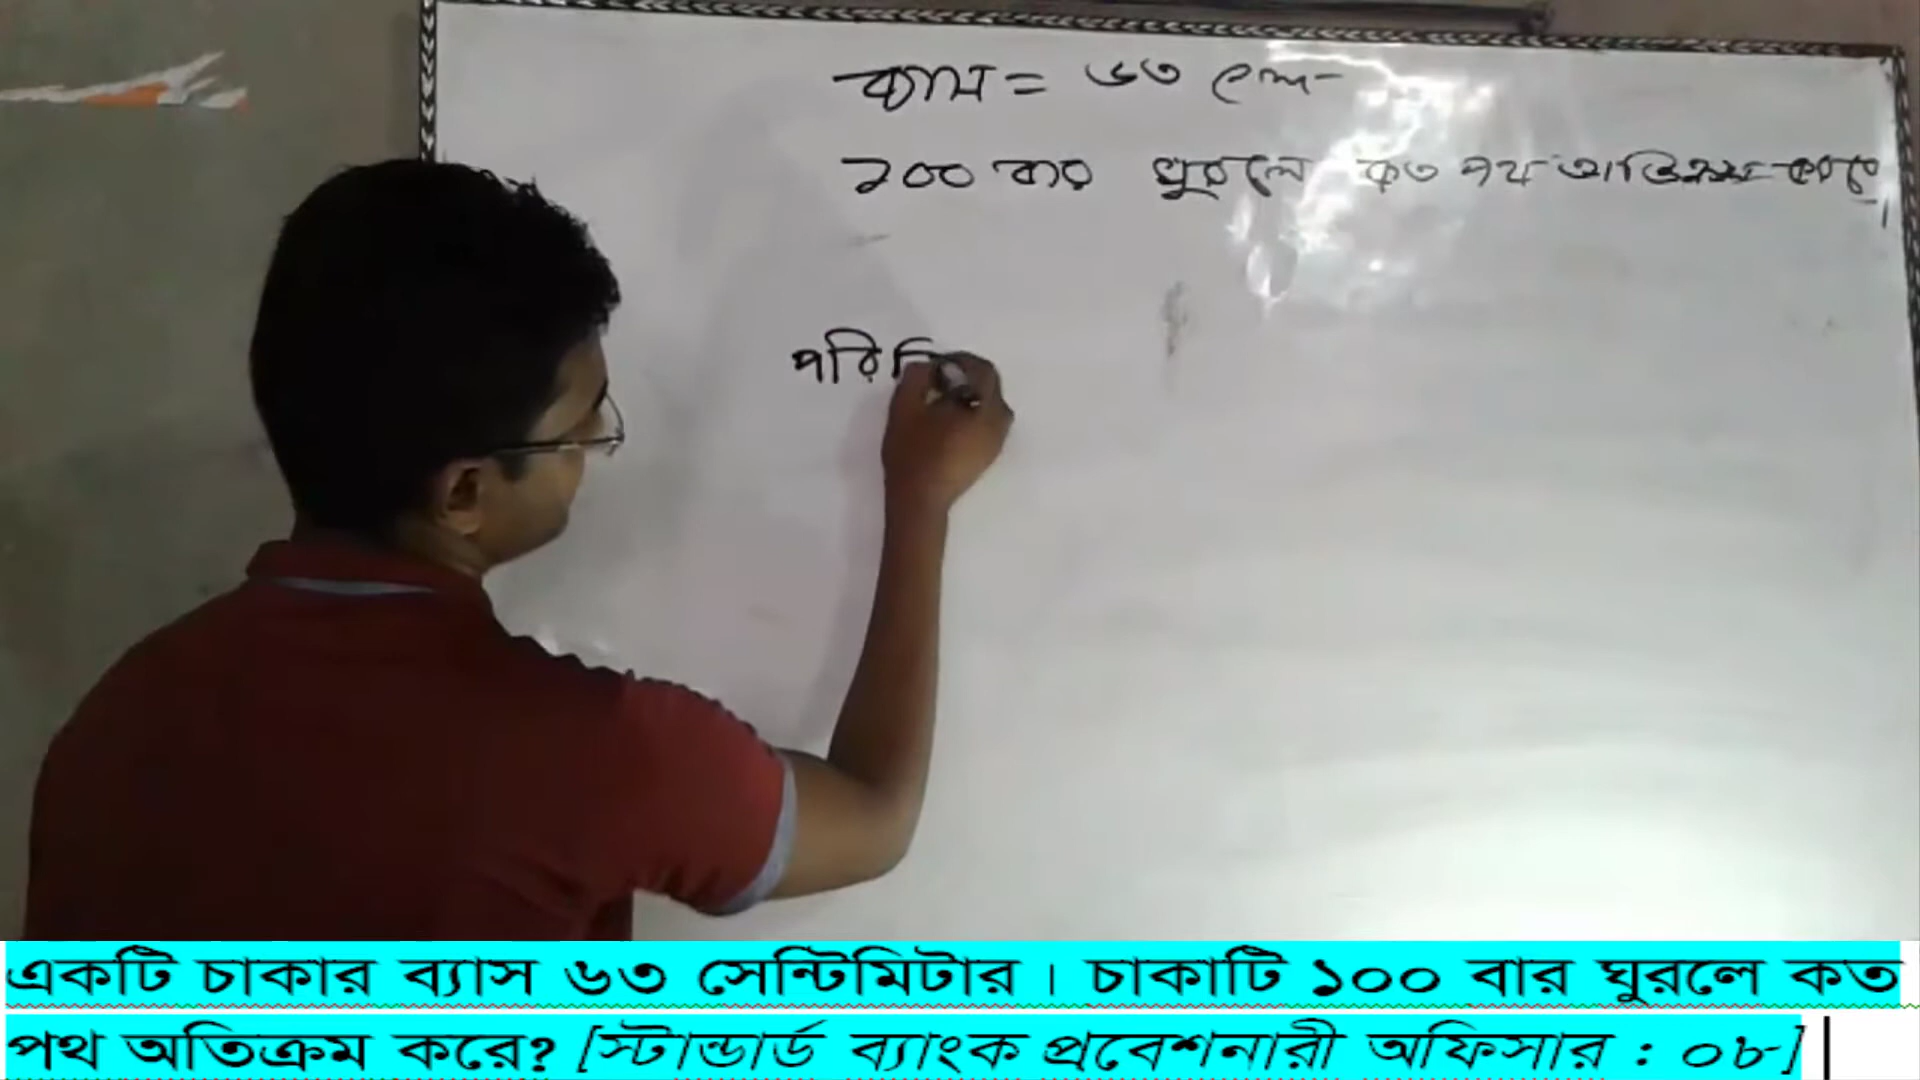 ব্যাস = ৬৩ সে.
১০০ বার ঘুরলে কত পথ অতিক্রম করবে
পরি
একটি চাকার ব্যাস ৬৩ সেন্টিমিটার। চাকাটি ১০০ বার ঘুরলে কত
পথ অতিক্রম করে? [স্টান্ডার্ড ব্যাংক প্রবেশনারী অফিসার : ০৮]